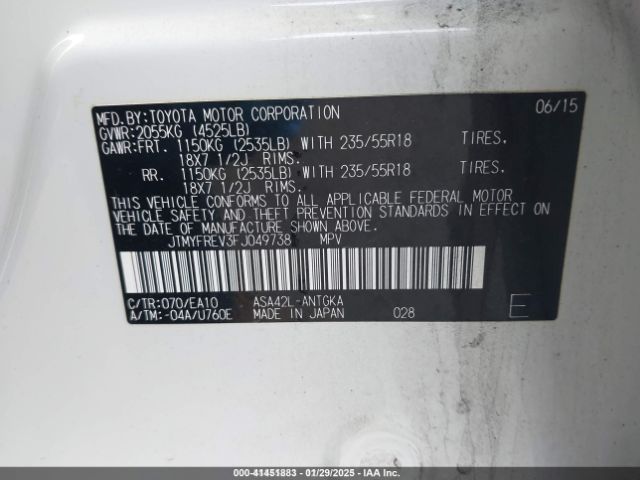 MFD.BY:TOYOTA MOTOR CORPORATION 06/15
GVWR:2055KG (4525LB)
GAWR:FRT. 1150KG (2535LB) WITH 235/55R18 TIRES.
18X7 1/2J RIMS.
RR. 1150KG (2535LB) WITH 235/55R18 TIRES.
18X7 1/2J RIMS.
THIS VEHICLE CONFORMS TO ALL APPLICABLE FEDERAL MOTOR
VEHICLE SAFETY AND THEFT PREVENTION STANDARDS IN EFFECT ON
THE DATE OF MANUFACTURE SHOWN ABOVE.
JTMYFREV3FJ049738 MPV
C/TR:070/EA10 ASA42L-ANTGKA
A/TM:-04A/U760E MADE IN JAPAN 028 E
000-41451883 - 01/29/2025 - IAA Inc.